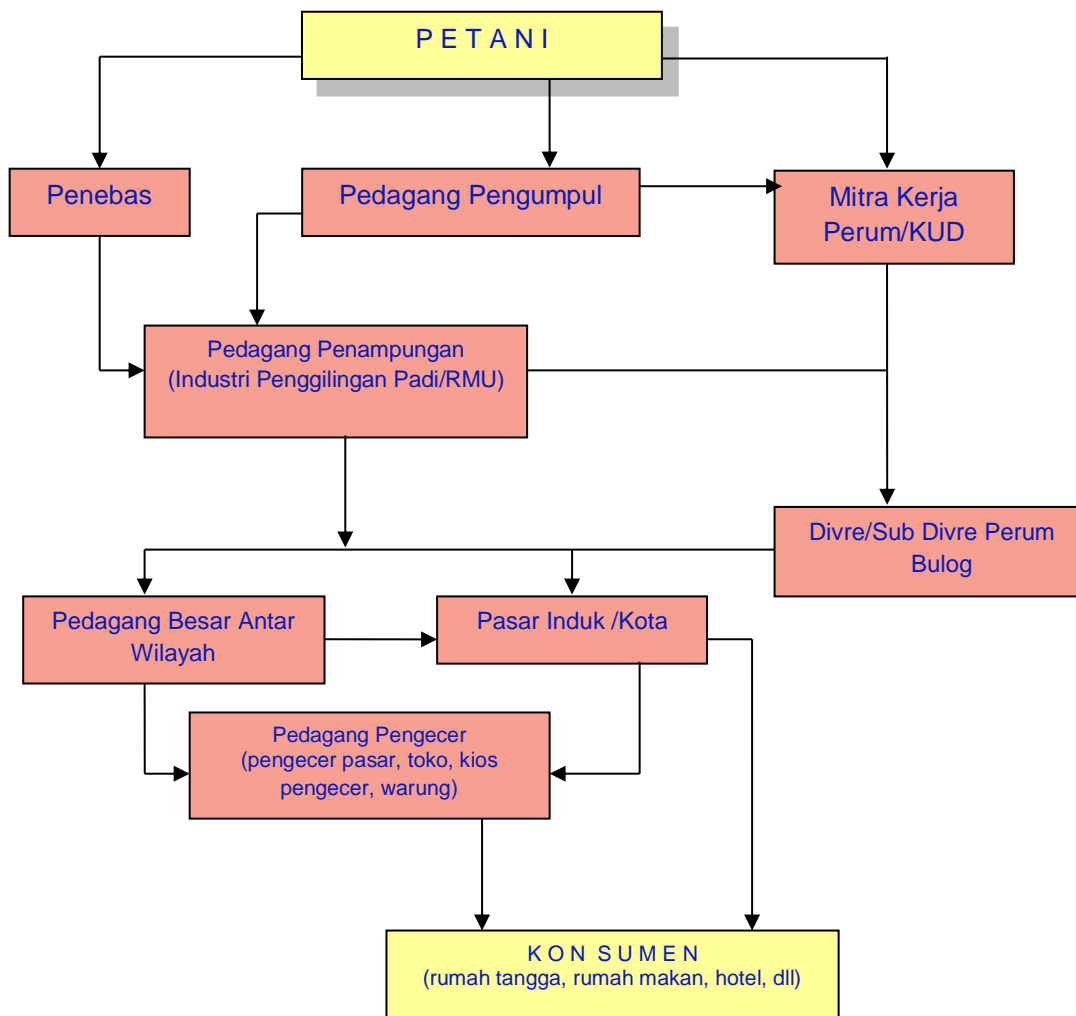 P E T A N I
Penebas
Pedagang Pengumpul
Mitra Kerja
Perum/KUD
Pedagang Penampungan
(Industri Penggilingan Padi/RMU)
Divre/Sub Divre Perum
Bulog
Pedagang Besar Antar
Wilayah
Pasar Induk /Kota
Pedagang Pengecer
(pengecer pasar, toko, kios
pengecer, warung)
K O N S U M E N
(rumah tangga, rumah makan, hotel, dll)